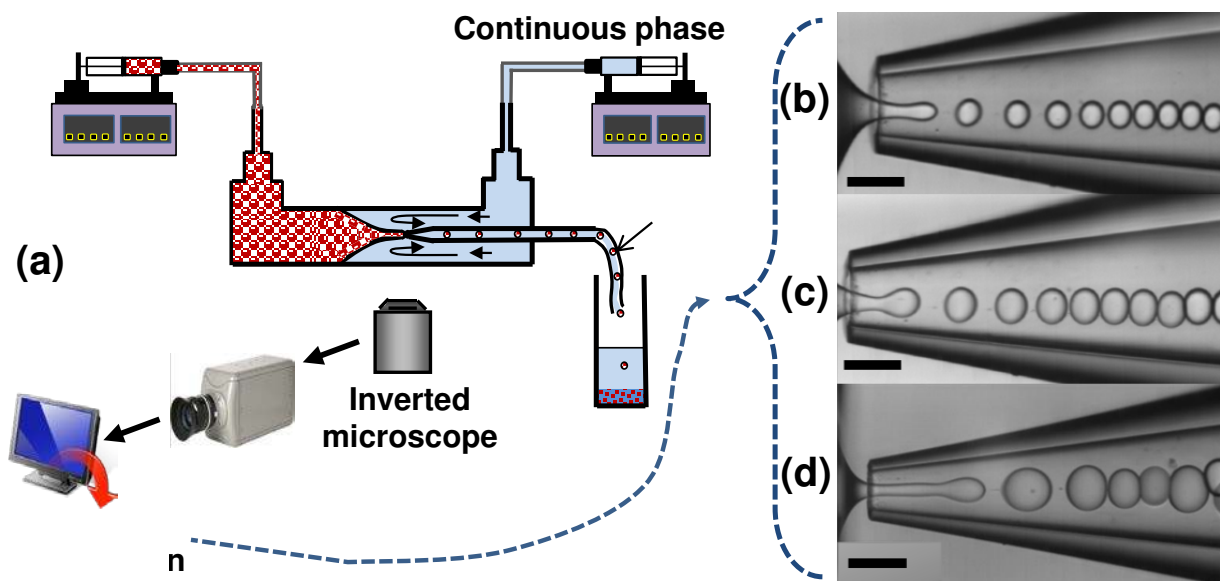 Continuous phase
(a)
Inverted
microscope
n
(b)
(c)
(d)